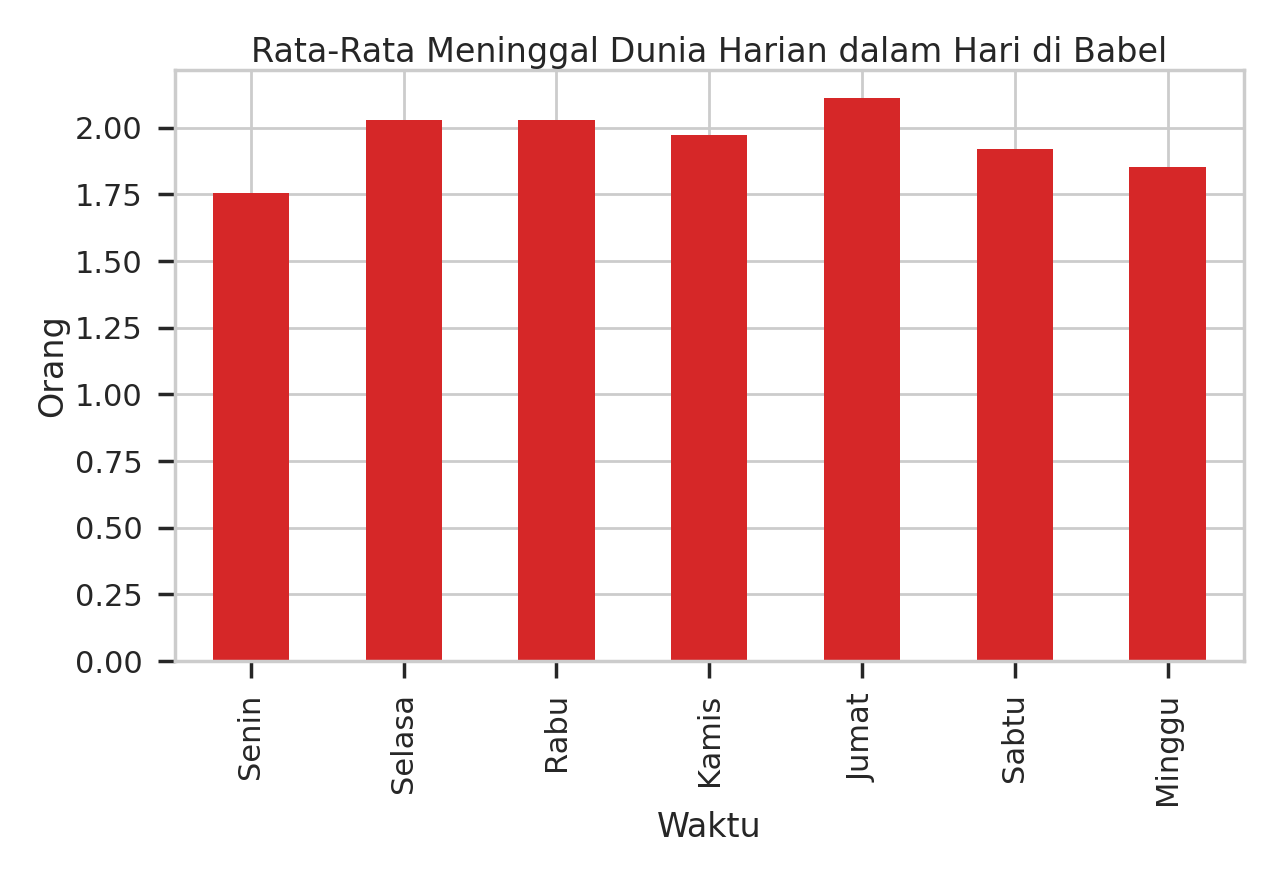 Rata-Rata Meninggal Dunia Harian dalam Hari di Babel
Orang
2.00
1.75
1.50
1.25
1.00
0.75
0.50
0.25
0.00
Senin
Selasa
Rabu
Kamis
Jumat
Sabtu
Minggu
Waktu